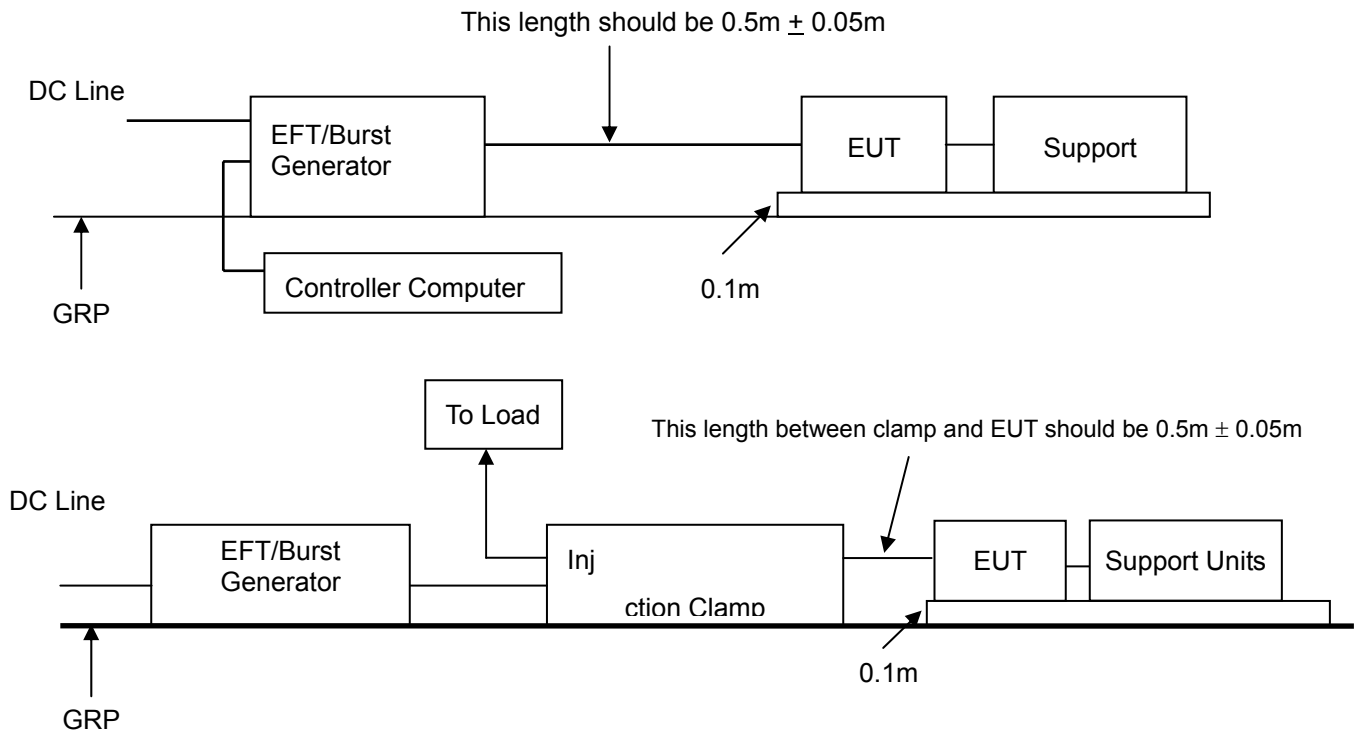 This length should be 0.5m ± 0.05m
DC Line
EFT/Burst
Generator
EUT
Support
Controller Computer
0.1m
GRP
To Load
This length between clamp and EUT should be 0.5m ± 0.05m
DC Line
EFT/Burst
Generator
Inj
ction Clamp
EUT
Support Units
0.1m
GRP